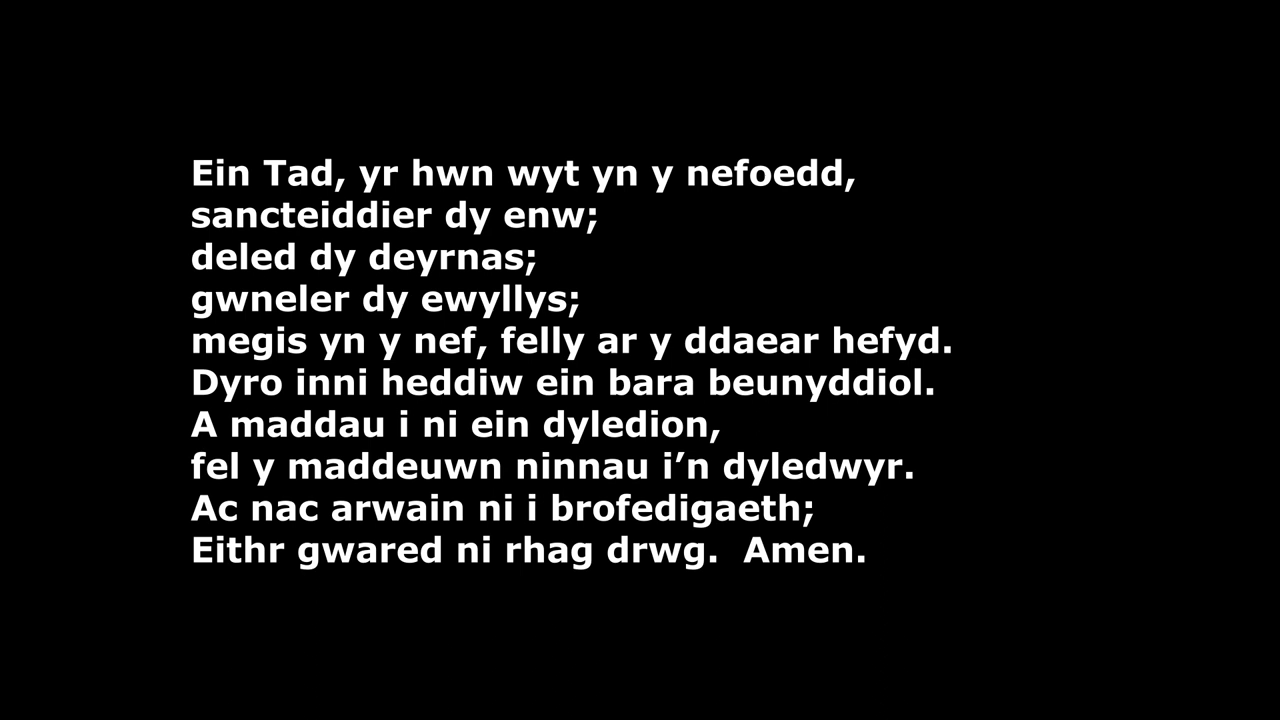 Ein Tad, yr hwn wyt yn y nefoedd,
sancteiddier dy enw;
deled dy deyrnas;
gwneler dy ewyllys;
megis yn y nef, felly ar y ddaear hefyd.
Dyro inni heddiw ein bara beunyddiol.
A maddau i ni ein dyledion,
fel y maddeuwn ninnau i’n dyledwyr.
Ac nac arwain ni i brofedigaeth;
Eithr gwared ni rhag drwg.  Amen.